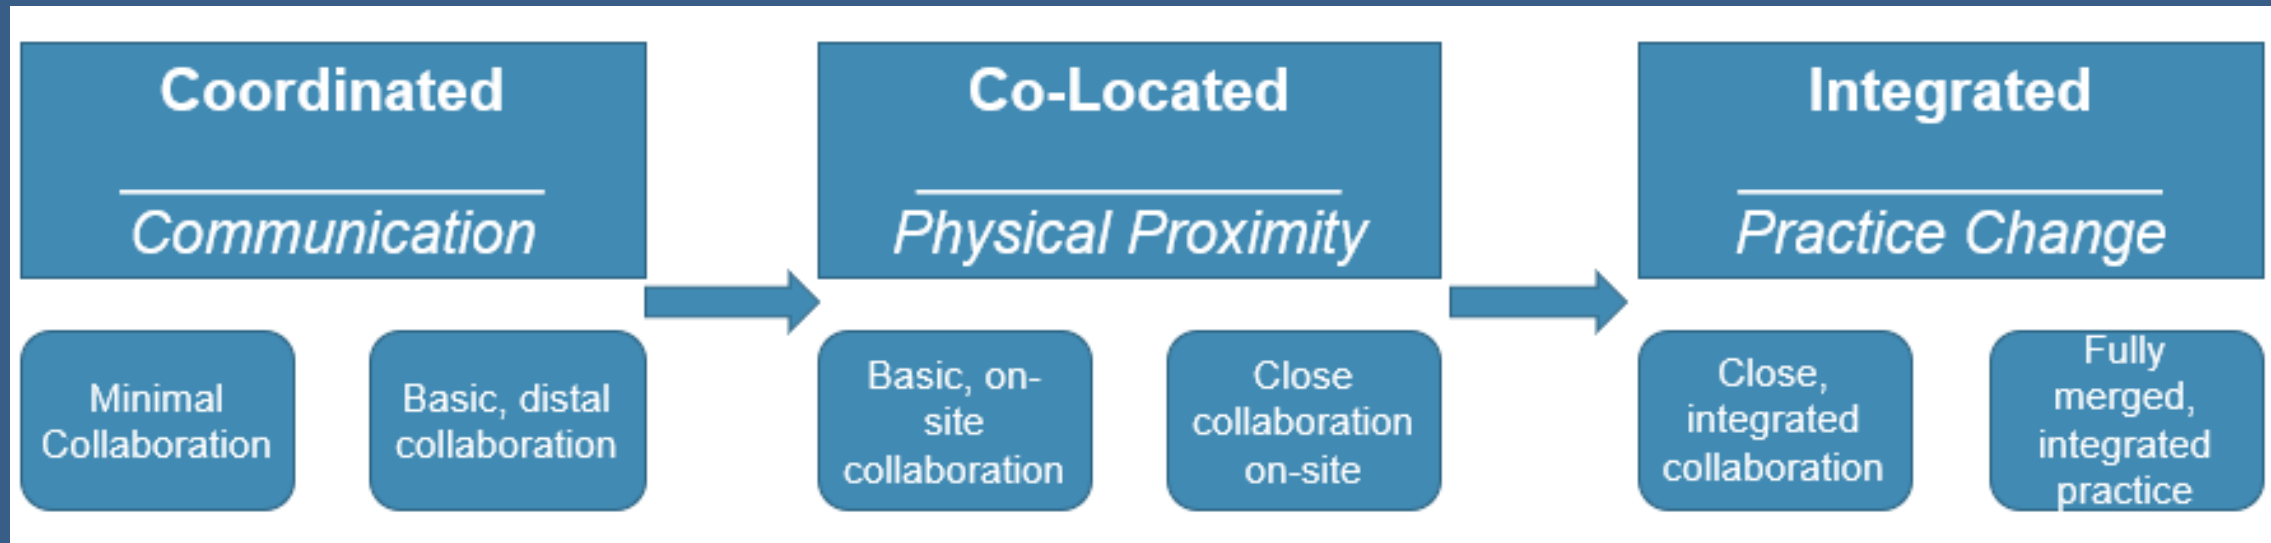 Coordinated
Communication
Co-Located
Physical Proximity
Integrated
Practice Change
Minimal
Collaboration
Basic, distal
collaboration
Basic, on-
site
collaboration
Close
collaboration
on-site
Close,
integrated
collaboration
Fully
merged,
integrated
practice